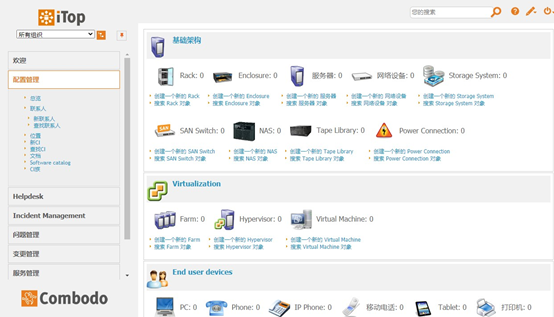 iTop
您的搜索
所有组织
欢迎
配置管理
总览
联系人
新联系人
查找联系人
位置
新CI
查找CI
文档
Software catalog
CI族
Helpdesk
Incident Management
问题管理
变更管理
服务管理
Combodo
基础架构
Rack: 0 Enclosure: 0 服务器: 0 网络设备: 0 Storage System: 0
创建一个新的 Rack 创建一个新的 Enclosure 创建一个新的 服务器 创建一个新的 网络设备 创建一个新的 Storage System
搜索 Rack 对象 搜索 Enclosure 对象 搜索 服务器 对象 搜索 网络设备 对象 搜索 Storage System 对象
SAN Switch: 0 NAS: 0 Tape Library: 0 Power Connection: 0
创建一个新的 SAN Switch 创建一个新的 NAS 创建一个新的 Tape Library 创建一个新的 Power Connection
搜索 SAN Switch 对象 搜索 NAS 对象 搜索 Tape Library 对象 搜索 Power Connection 对象
Virtualization
Farm: 0 Hypervisor: 0 Virtual Machine: 0
创建一个新的 Farm 创建一个新的 Hypervisor 创建一个新的 Virtual Machine
搜索 Farm 对象 搜索 Hypervisor 对象 搜索 Virtual Machine 对象
End user devices
PC: 0 Phone: 0 IP Phone: 0 移动电话: 0 Tablet: 0 打印机: 0